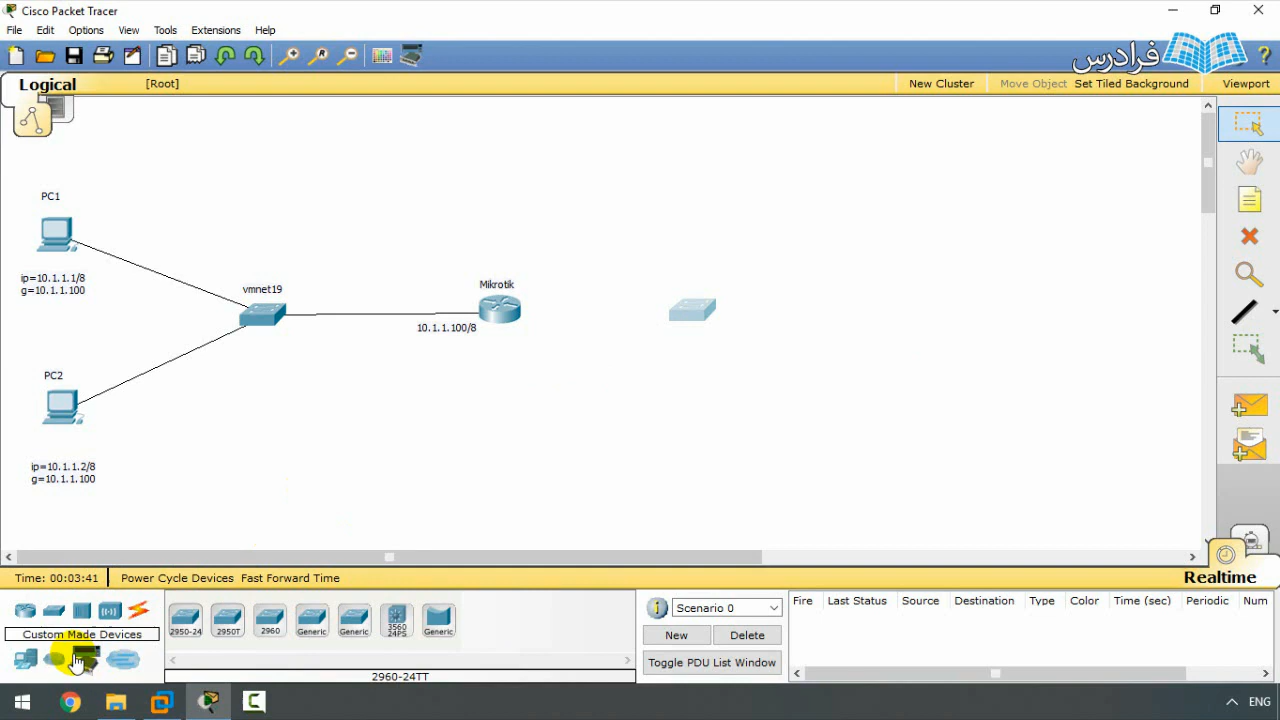 Cisco Packet Tracer
File Edit Options View Tools Extensions Help
فرادرس
Logical [Root] New Cluster Move Object Set Tiled Background Viewport
PC1
ip=10.1.1.1/8
g=10.1.1.100
vmnet19
Mikrotik
10.1.1.100/8
PC2
ip=10.1.1.2/8
g=10.1.1.100
Time: 00:03:41 Power Cycle Devices Fast Forward Time
Realtime
Custom Made Devices
2950-24 2950T 2960 Generic Generic 3560 24PS Generic
2960-24TT
Scenario 0
New Delete
Toggle PDU List Window
Fire Last Status Source Destination Type Color Time (sec) Periodic Num
ENG